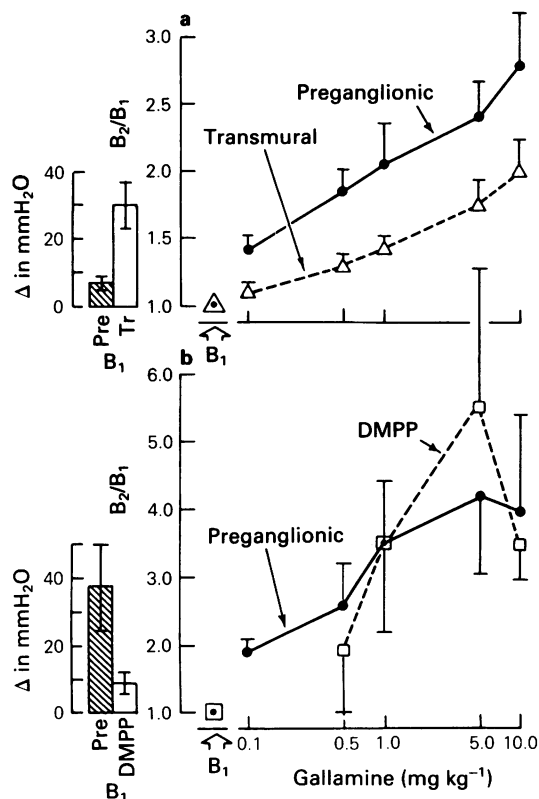 a
3.0
2.5
2.0
1.5
1.0
B₂/B₁
Preganglionic
Transmural
40
20
0
Δ in mmH₂O
Pre
Tr
B₁
B₁
b
6.0
5.0
4.0
3.0
2.0
1.0
B₂/B₁
DMPP
Preganglionic
40
20
0
Δ in mmH₂O
Pre
DMPP
B₁
B₁
0.1 0.5 1.0 5.0 10.0
Gallamine (mg kg⁻¹)